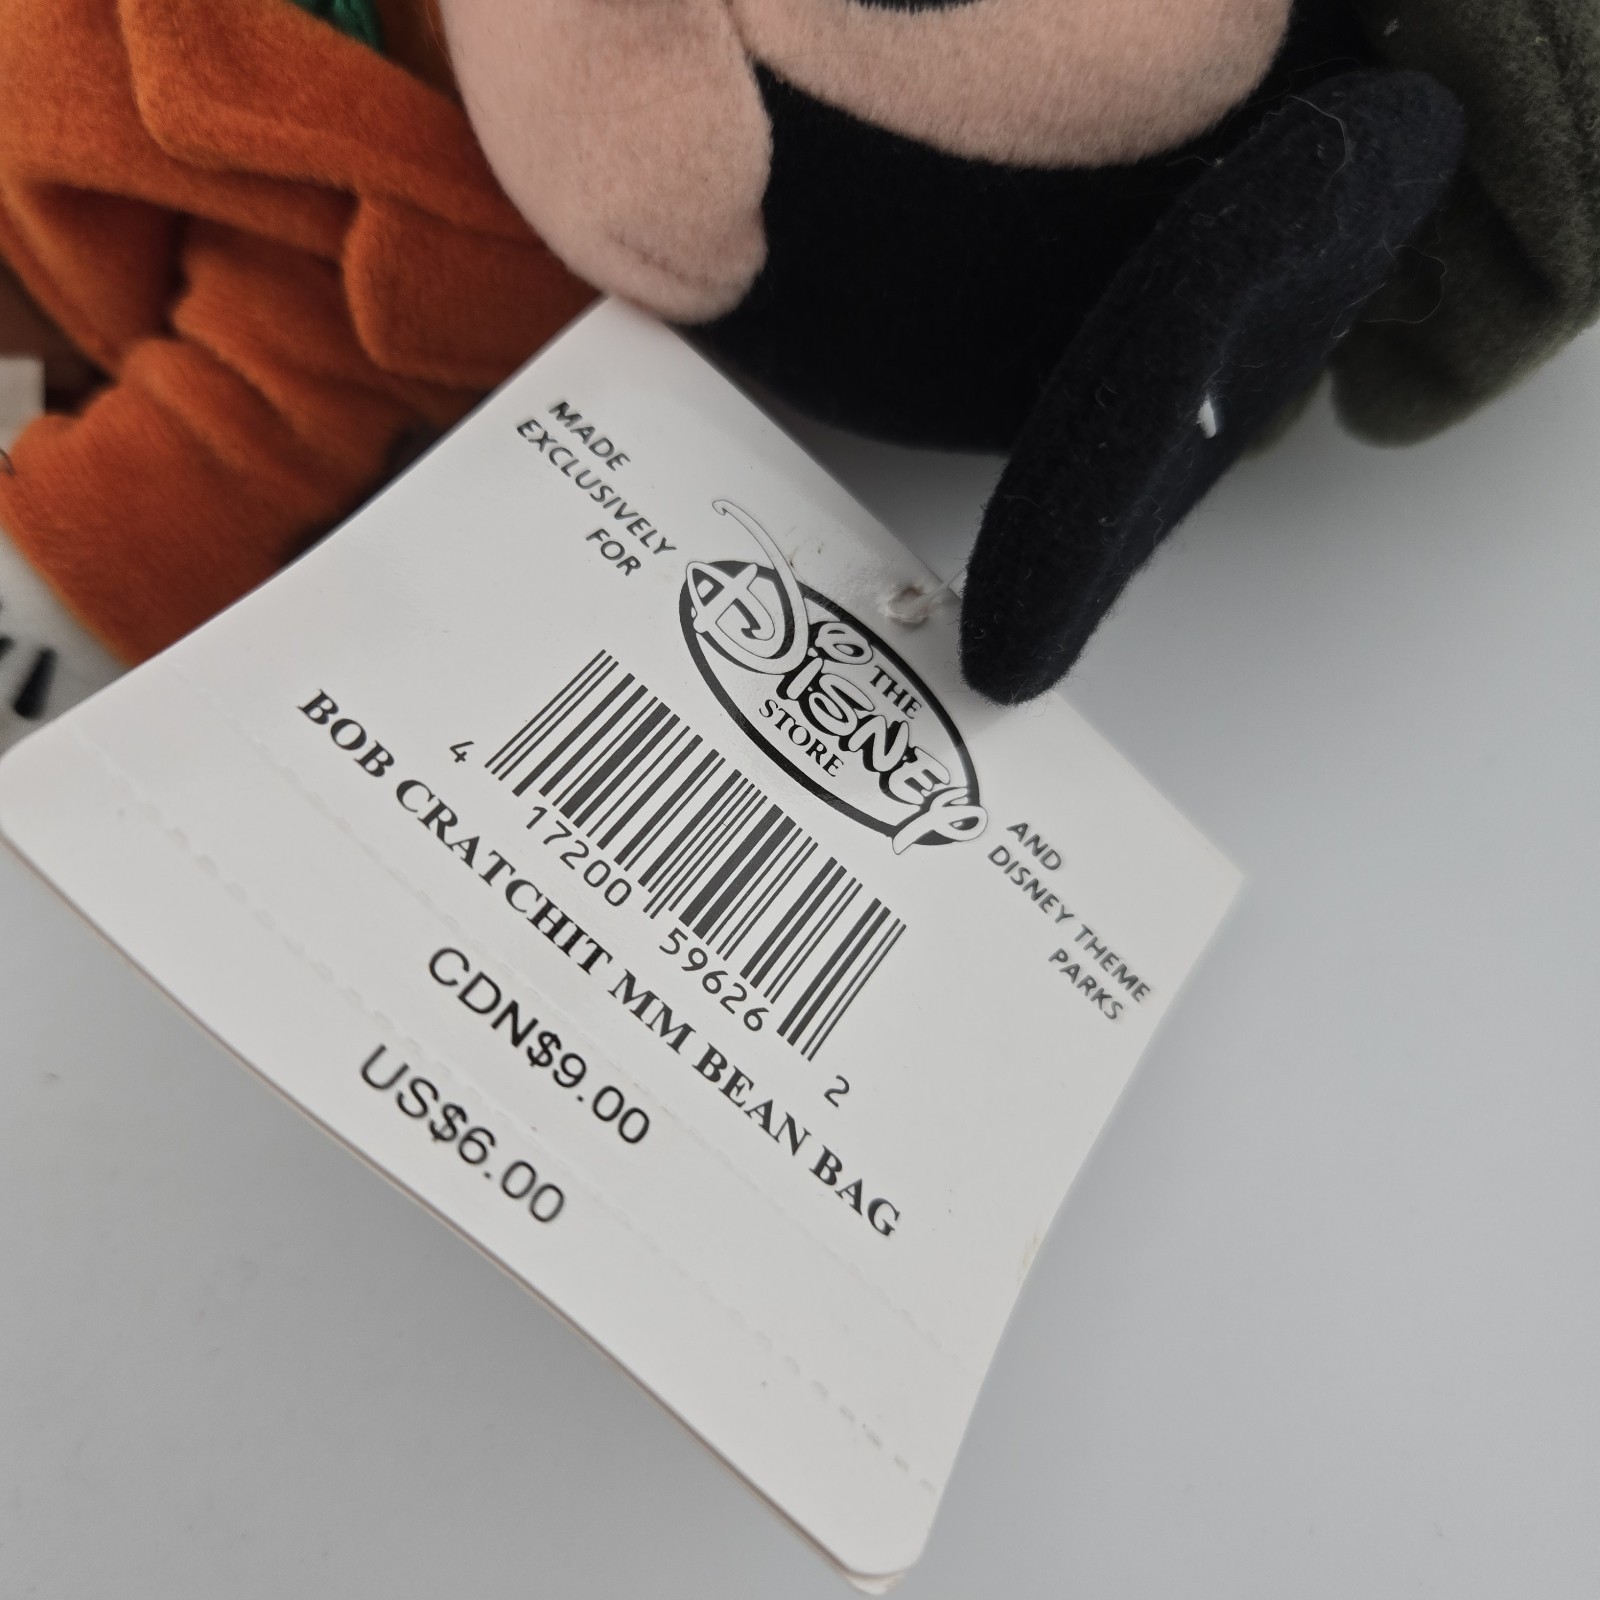 MADE
EXCLUSIVELY
FOR
THE
DISNEY
STORE
AND
DISNEY THEME
PARKS
4 17200 59626 2
BOB CRATCHIT MM BEAN BAG
CDN$9.00
US$6.00